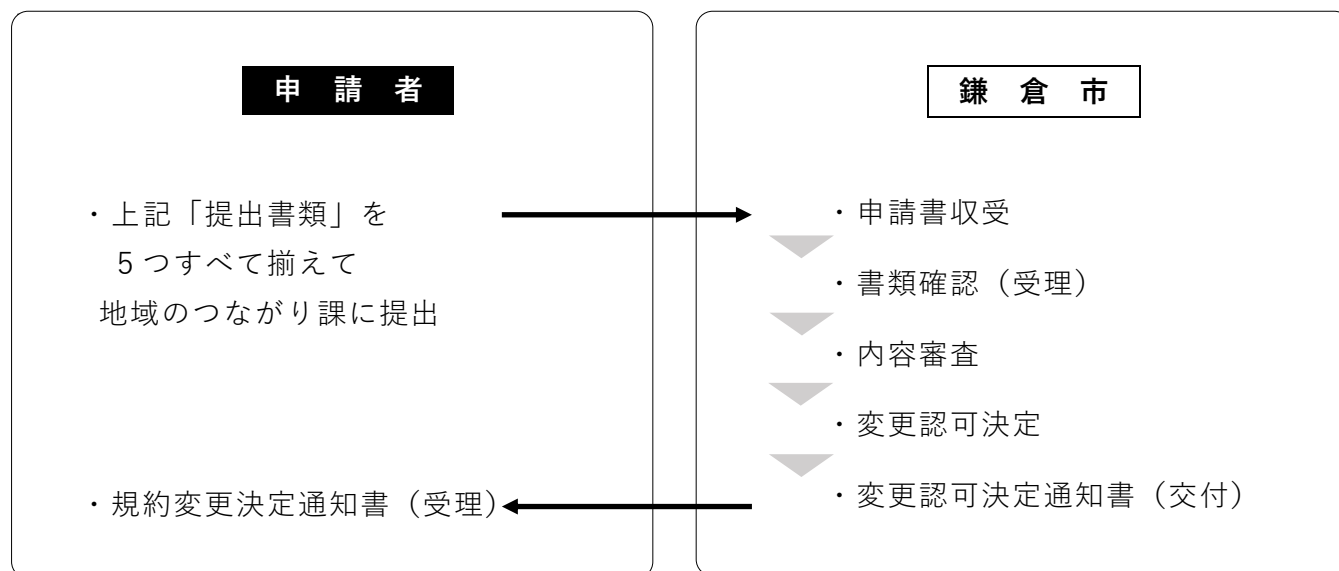 申 請 者
・上記「提出書類」を
５つすべて揃えて
地域のつながり課に提出
・規約変更決定通知書（受理）
鎌 倉 市
・申請書収受
・書類確認（受理）
・内容審査
・変更認可決定
・変更認可決定通知書（交付）